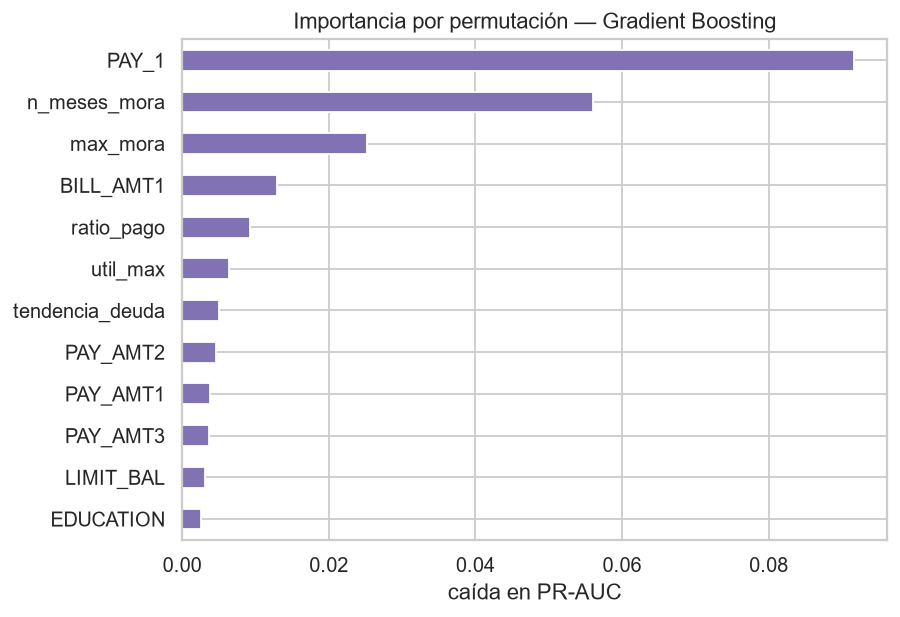 Importancia por permutación — Gradient Boosting
PAY_1
n_meses_mora
max_mora
BILL_AMT1
ratio_pago
util_max
tendencia_deuda
PAY_AMT2
PAY_AMT1
PAY_AMT3
LIMIT_BAL
EDUCATION
0.00 0.02 0.04 0.06 0.08
caída en PR-AUC